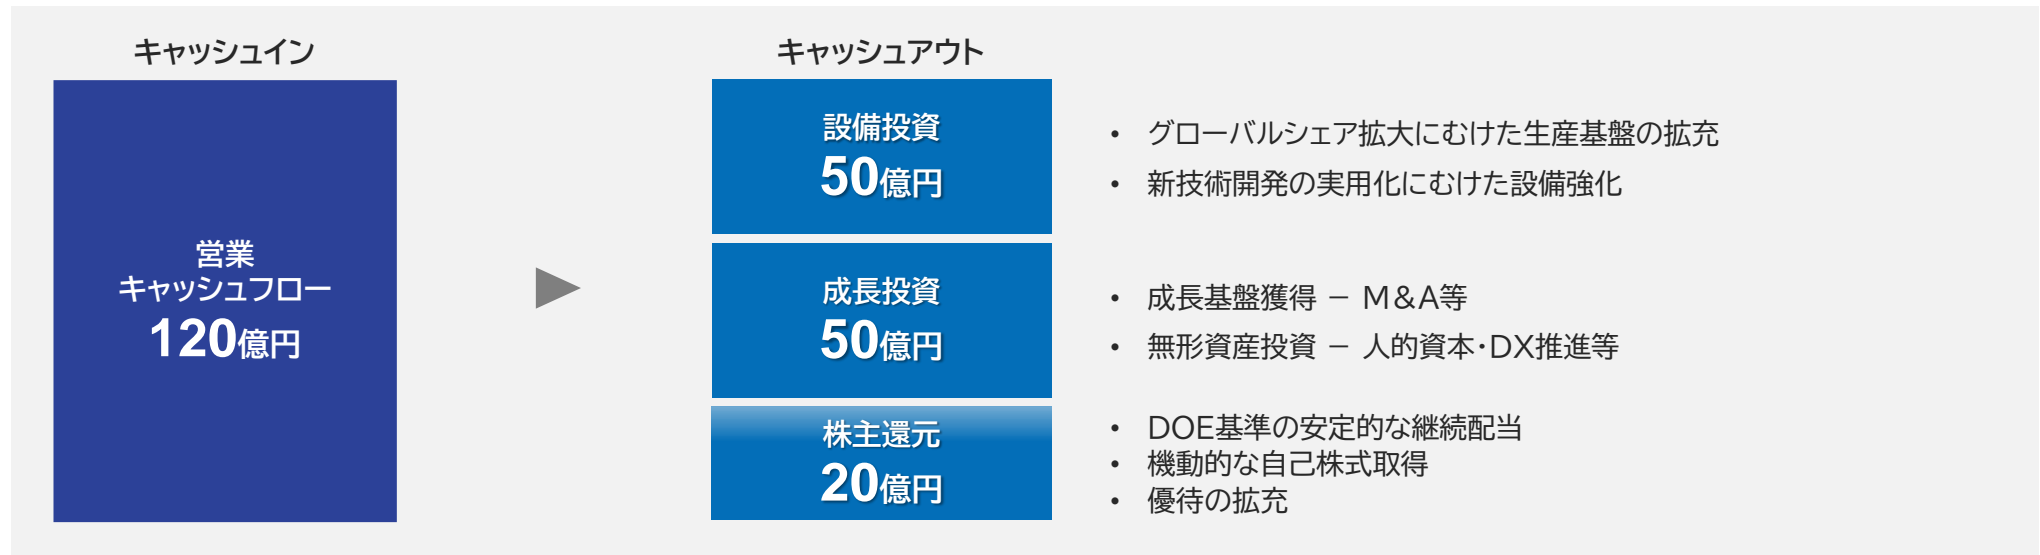 キャッシュイン
営業
キャッシュフロー
120億円
キャッシュアウト
設備投資
50億円
• グローバルシェア拡大にむけた生産基盤の拡充
• 新技術開発の実用化にむけた設備強化
成長投資
50億円
• 成長基盤獲得 － M＆A等
• 無形資産投資 － 人的資本・DX推進等
株主還元
20億円
• DOE基準の安定的な継続配当
• 機動的な自己株式取得
• 優待の拡充